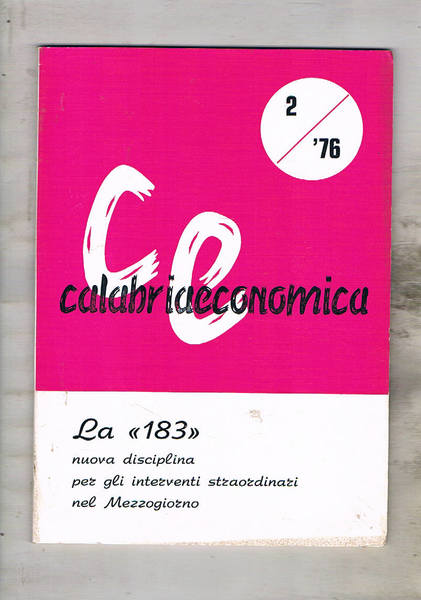 2
'76
ce
calabriaeconomica
La «183»
nuova disciplina
per gli interventi straordinari
nel Mezzogiorno